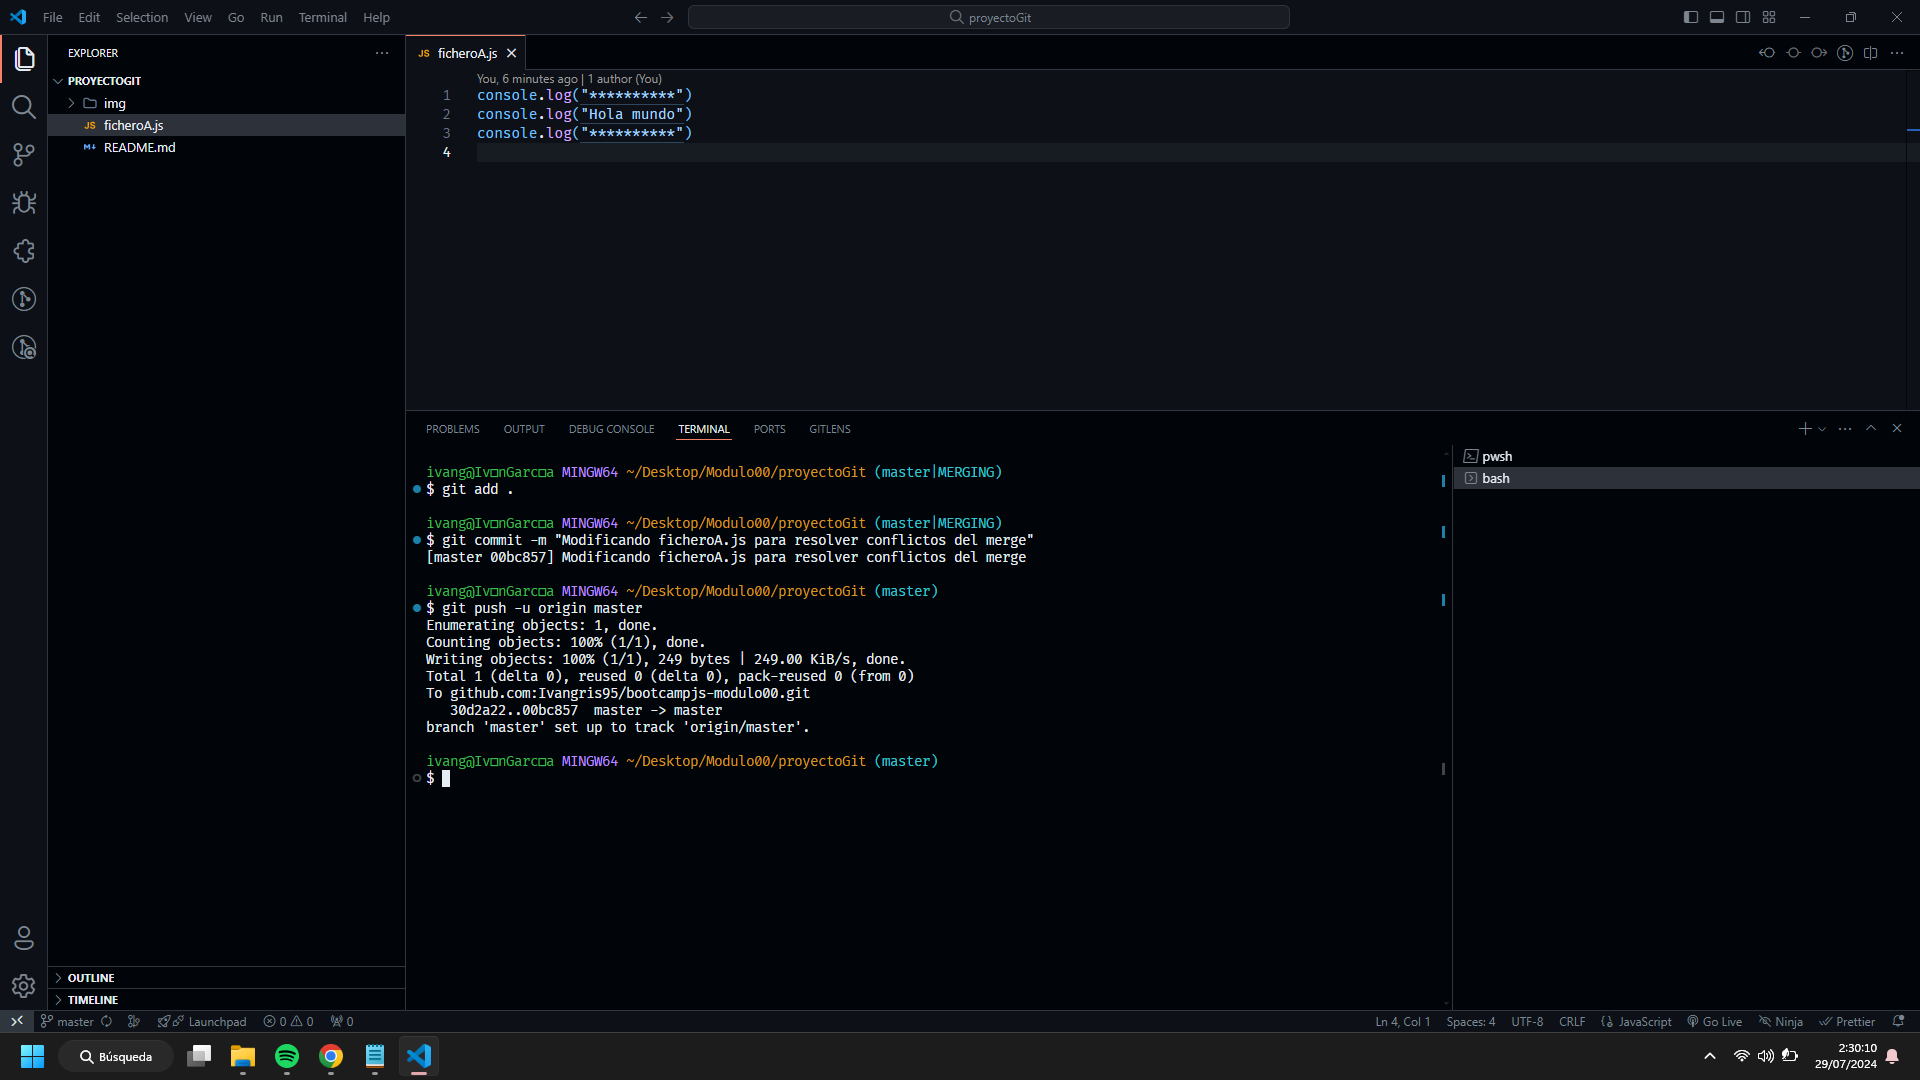 File Edit Selection View Go Run Terminal Help
proyectoGit
EXPLORER
PROYECTOGIT
img
JS ficheroA.js
README.md
OUTLINE
TIMELINE
JS ficheroA.js
You, 6 minutes ago | 1 author (You)
1 console.log("**********")
2 console.log("Hola mundo")
3 console.log("**********")
4
PROBLEMS OUTPUT DEBUG CONSOLE TERMINAL PORTS GITLENS
ivang@Iv□nGarc□a MINGW64 ~/Desktop/Modulo00/proyectoGit (master|MERGING)
$ git add .
ivang@Iv□nGarc□a MINGW64 ~/Desktop/Modulo00/proyectoGit (master|MERGING)
$ git commit -m "Modificando ficheroA.js para resolver conflictos del merge"
[master 00bc857] Modificando ficheroA.js para resolver conflictos del merge
ivang@Iv□nGarc□a MINGW64 ~/Desktop/Modulo00/proyectoGit (master)
$ git push -u origin master
Enumerating objects: 1, done.
Counting objects: 100% (1/1), done.
Writing objects: 100% (1/1), 249 bytes | 249.00 KiB/s, done.
Total 1 (delta 0), reused 0 (delta 0), pack-reused 0 (from 0)
To github.com:Ivangris95/bootcampjs-modulo00.git
30d2a22..00bc857  master -> master
branch 'master' set up to track 'origin/master'.
ivang@Iv□nGarc□a MINGW64 ~/Desktop/Modulo00/proyectoGit (master)
$
pwsh
bash
master Launchpad 0 0 0 Ln 4, Col 1 Spaces: 4 UTF-8 CRLF JavaScript Go Live Ninja Prettier
Búsqueda
2:30:10
29/07/2024